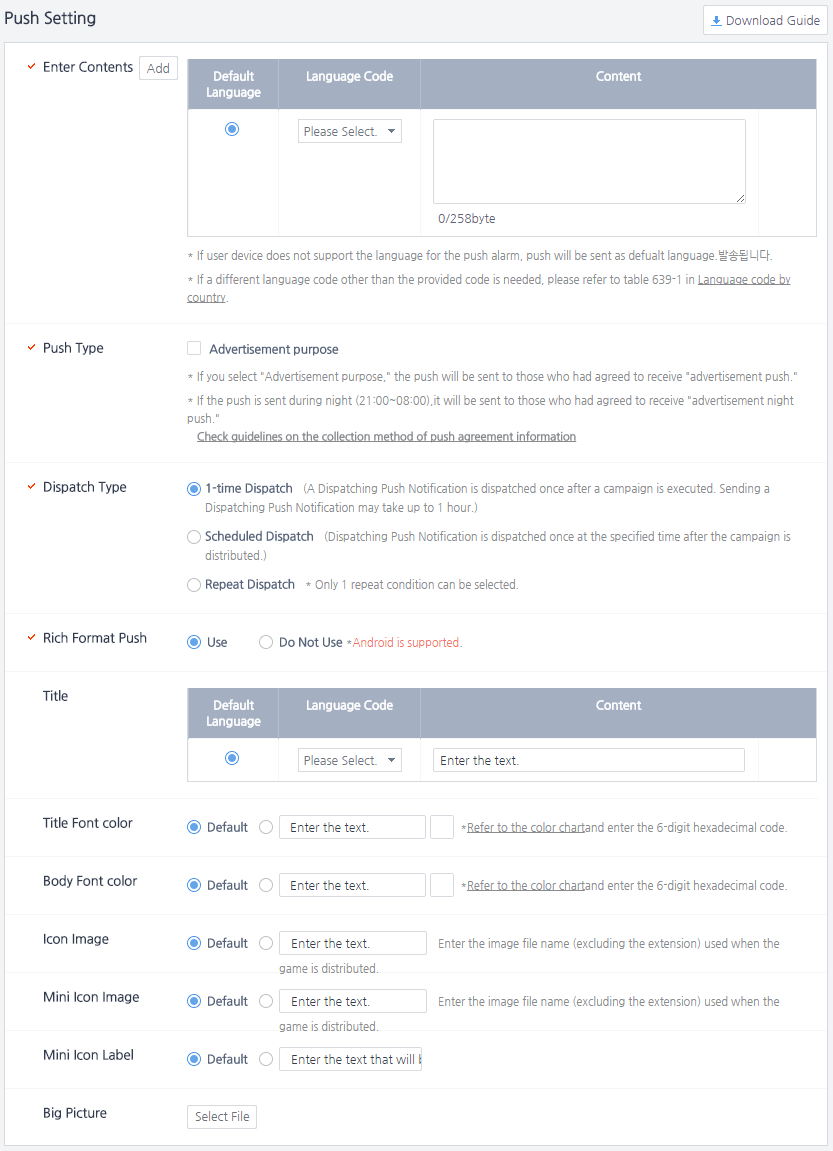 Push Setting
Download Guide
Enter Contents
Add
Default Language
Language Code
Content
Please Select.
0/258byte
* If user device does not support the language for the push alarm, push will be sent as defualt language.발송됩니다.
* If a different language code other than the provided code is needed, please refer to table 639-1 in Language code by
country.
Push Type
Advertisement purpose
* If you select "Advertisement purpose," the push will be sent to those who had agreed to receive "advertisement push."
* If the push is sent during night (21:00~08:00),it will be sent to those who had agreed to receive "advertisement night
push."
Check guidelines on the collection method of push agreement information
Dispatch Type
1-time Dispatch (A Dispatching Push Notification is dispatched once after a campaign is executed. Sending a
Dispatching Push Notification may take up to 1 hour.)
Scheduled Dispatch (Dispatching Push Notification is dispatched once at the specified time after the campaign is
distributed.)
Repeat Dispatch * Only 1 repeat condition can be selected.
Rich Format Push
Use
Do Not Use *Android is supported.
Title
Default Language
Language Code
Content
Please Select.
Enter the text.
Title Font color
Default
Enter the text.
*Refer to the color chartand enter the 6-digit hexadecimal code.
Body Font color
Default
Enter the text.
*Refer to the color chartand enter the 6-digit hexadecimal code.
Icon Image
Default
Enter the text.
Enter the image file name (excluding the extension) used when the
game is distributed.
Mini Icon Image
Default
Enter the text.
Enter the image file name (excluding the extension) used when the
game is distributed.
Mini Icon Label
Default
Enter the text that will
Big Picture
Select File